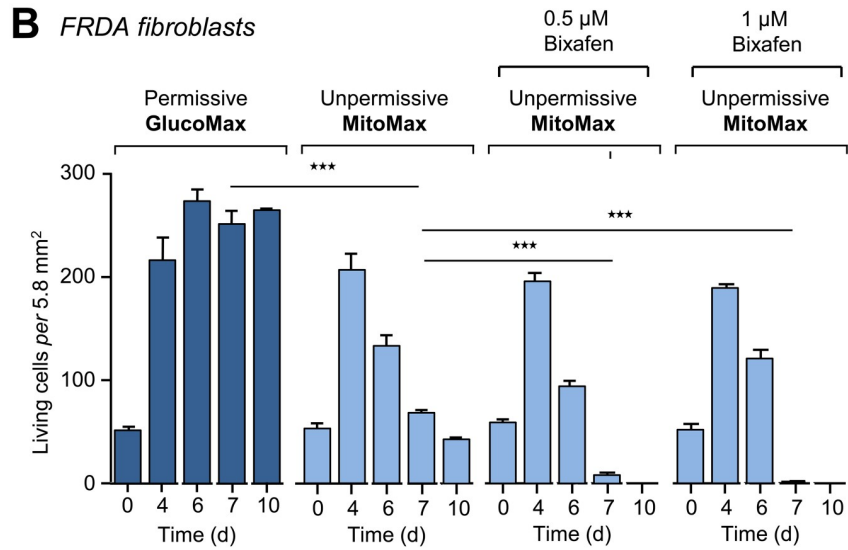 B FRDA fibroblasts
0.5 µM
Bixafen
1 µM
Bixafen
Permissive
GlucoMax
Unpermissive
MitoMax
Unpermissive
MitoMax
Unpermissive
MitoMax
Living cells per 5.8 mm²
300
200
100
0
★★★
★★★
★★★
0 4 6 7 10
0 4 6 7 10
0 4 6 7 10
0 4 6 7 10
Time (d)
Time (d)
Time (d)
Time (d)